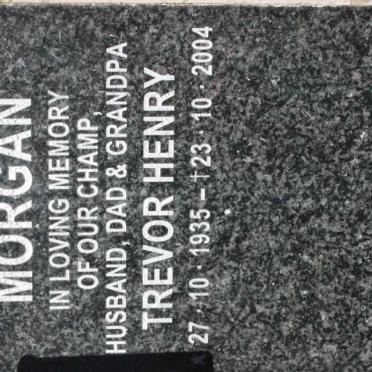 MORGAN
IN LOVING MEMORY
OF OUR CHAMP,
HUSBAND, DAD & GRANDPA
TREVOR HENRY
27 · 10 · 1935 – †23 · 10 · 2004